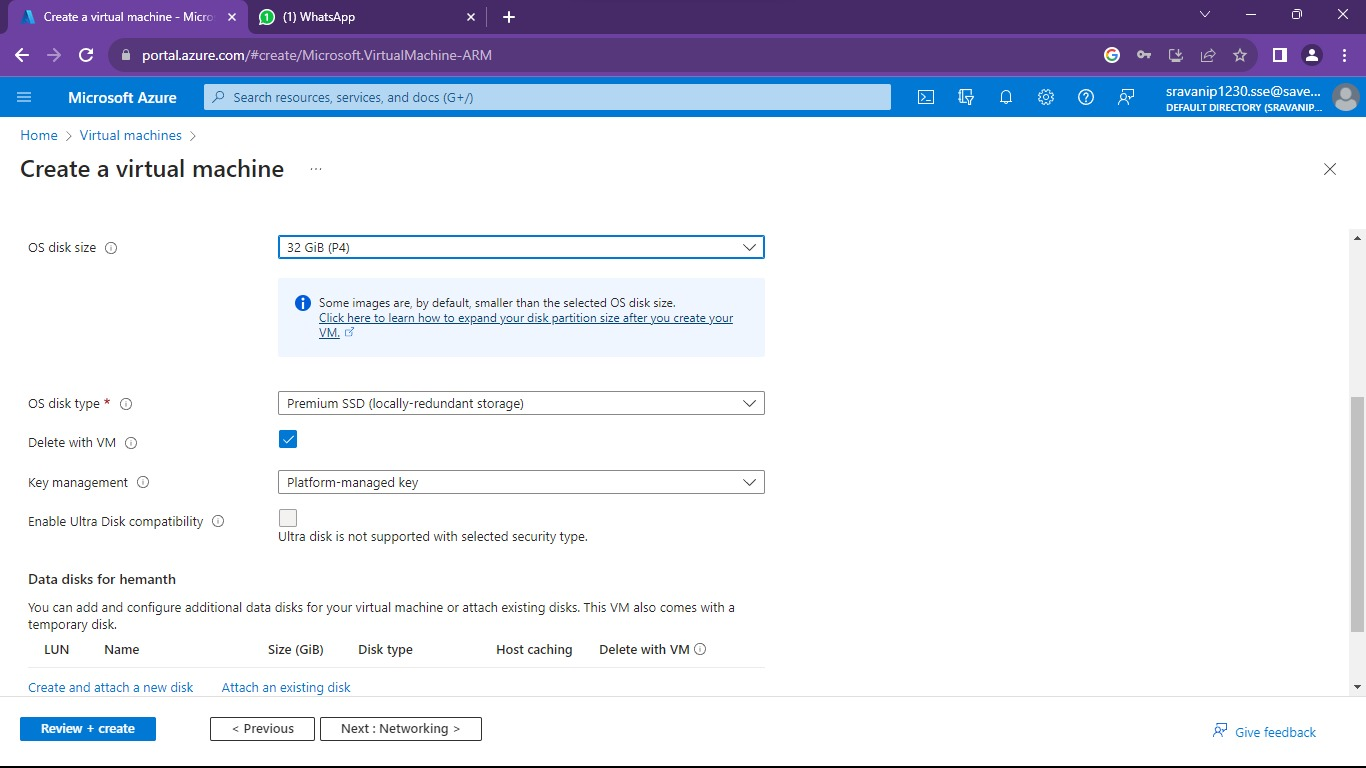 Create a virtual machine - Micro
(1) WhatsApp
portal.azure.com/#create/Microsoft.VirtualMachine-ARM
Microsoft Azure
Search resources, services, and docs (G+/)
sravanip1230.sse@save...
DEFAULT DIRECTORY (SRAVANIP...
Home > Virtual machines >
Create a virtual machine ...
OS disk size
32 GiB (P4)
Some images are, by default, smaller than the selected OS disk size.
Click here to learn how to expand your disk partition size after you create your
VM.
OS disk type *
Premium SSD (locally-redundant storage)
Delete with VM
Key management
Platform-managed key
Enable Ultra Disk compatibility
Ultra disk is not supported with selected security type.
Data disks for hemanth
You can add and configure additional data disks for your virtual machine or attach existing disks. This VM also comes with a
temporary disk.
LUN Name Size (GiB) Disk type Host caching Delete with VM
Create and attach a new disk Attach an existing disk
Review + create < Previous Next : Networking > Give feedback